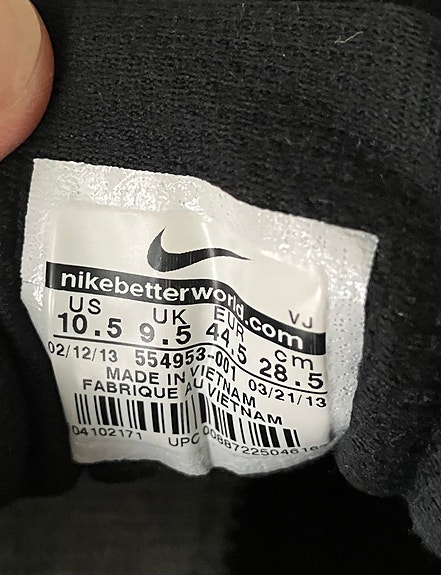 nikebetterworld.com
US UK EUR cm VJ
10.5 9.5 44.5 28.5
02/12/13 554953-001 03/21/13
MADE IN VIETNAM
FABRIQUE AU VIETNAM
04102171 UPC